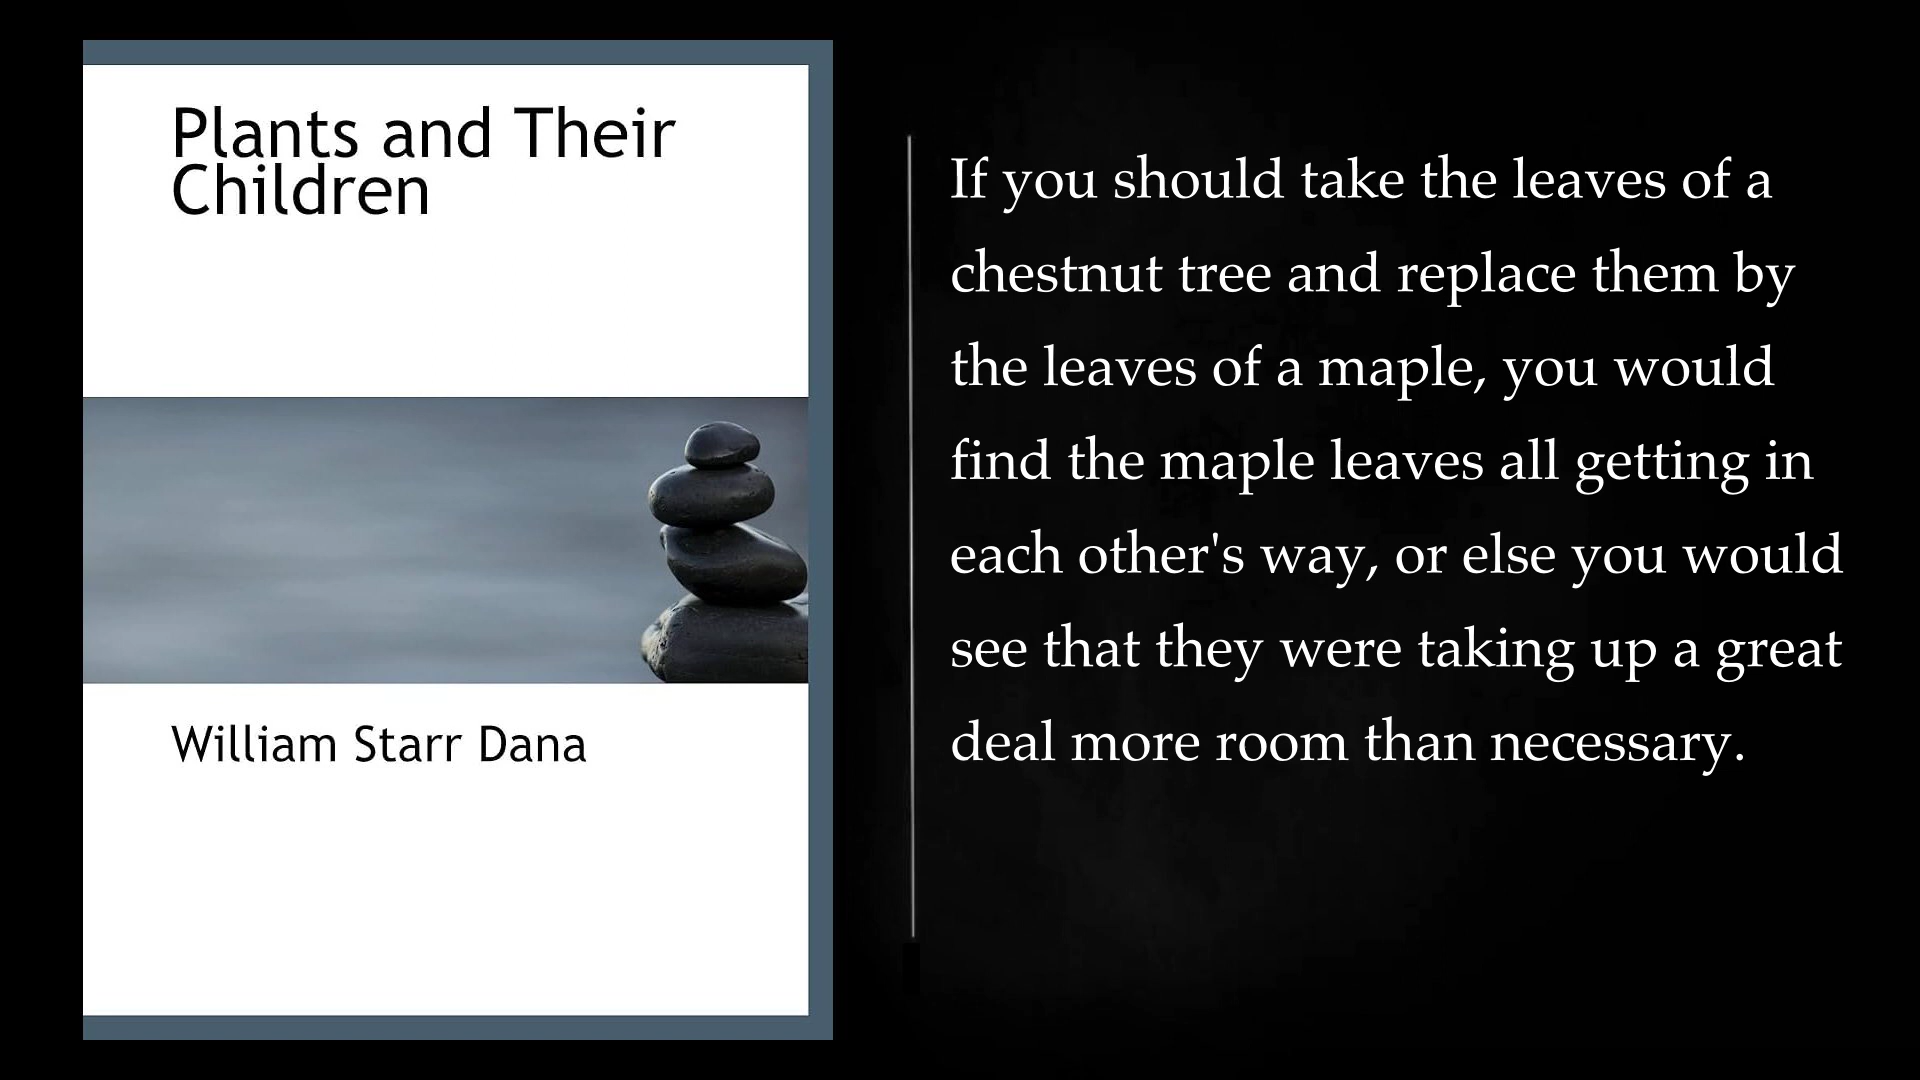 Plants and Their
Children
William Starr Dana
If you should take the leaves of a
chestnut tree and replace them by
the leaves of a maple, you would
find the maple leaves all getting in
each other's way, or else you would
see that they were taking up a great
deal more room than necessary.